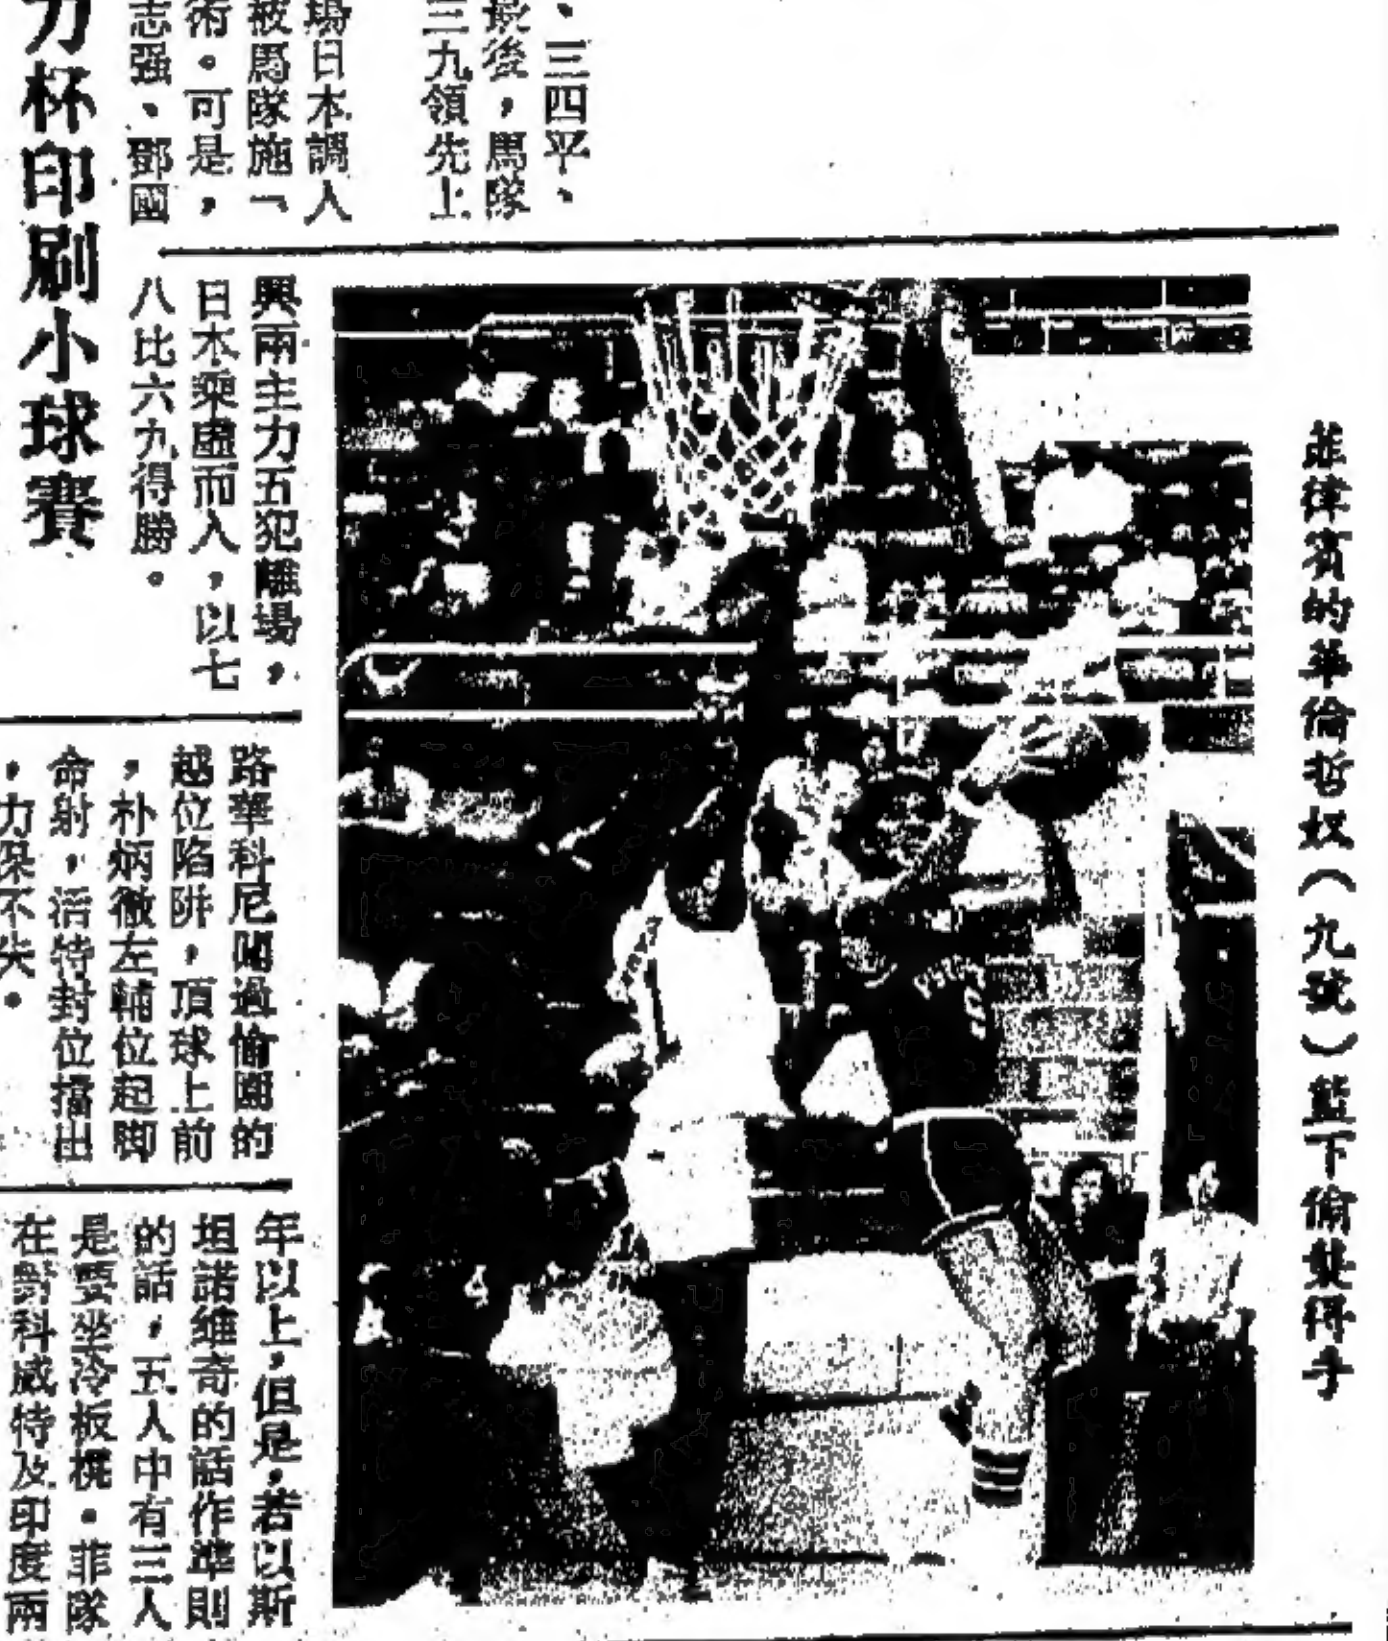 菲律賓的華倫哲奴（九號）籃下偷襲得手
、三四平、
最後，馬隊
三九領先上
場日本調入
被馬隊施「
術。可是，
志强、鄧國
興兩主力五犯離場，
日本乘虛而入，以七
八比六九得勝。
力杯印刷小球賽
路華科尼闖過愉園的
越位陷阱，頂球上前
，朴炳徹左輔位起脚
命射，活特封位擋出
，力保不失。
年以上，但是，若以斯
坦諾維奇的話作準則
的話，五人中有三人
是要坐冷板櫈。菲隊
在對科威特及印度兩